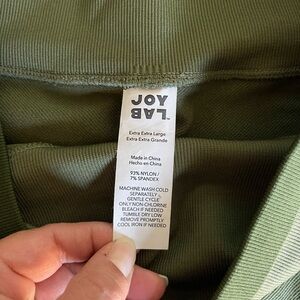 JOY
LAB
™
Extra Extra Large
Extra Extra Grande
Made in China
Hecho en China
93% NYLON /
7% SPANDEX
MACHINE WASH COLD
SEPARATELY
GENTLE CYCLE
ONLY NON-CHLORINE
BLEACH IF NEEDED
TUMBLE DRY LOW
REMOVE PROMPTLY
COOL IRON IF NEEDED